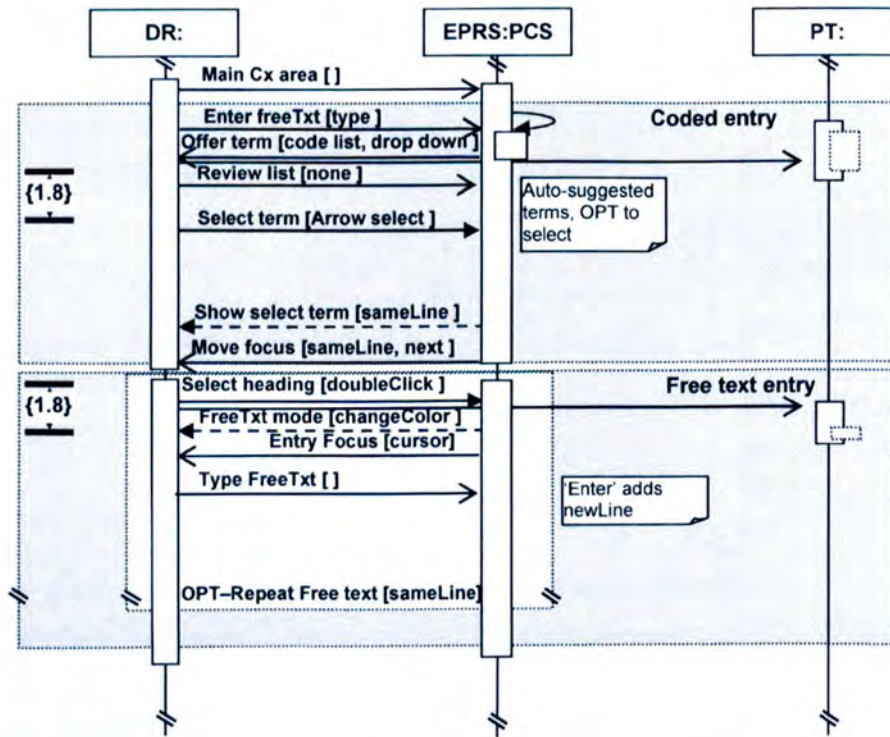 DR:
EPRS:PCS
PT:
Main Cx area [ ]
Enter freeTxt [type ]
Coded entry
Offer term [code list, drop down ]
Review list [none ]
{1.8}
Auto-suggested
terms, OPT to
select
Select term [Arrow select ]
Show select term [sameLine ]
Move focus [sameLine, next ]
Select heading [doubleClick ]
Free text entry
{1.8}
FreeTxt mode [changeColor ]
Entry Focus [cursor]
Type FreeTxt [ ]
'Enter' adds
newLine
OPT–Repeat Free text [sameLine]